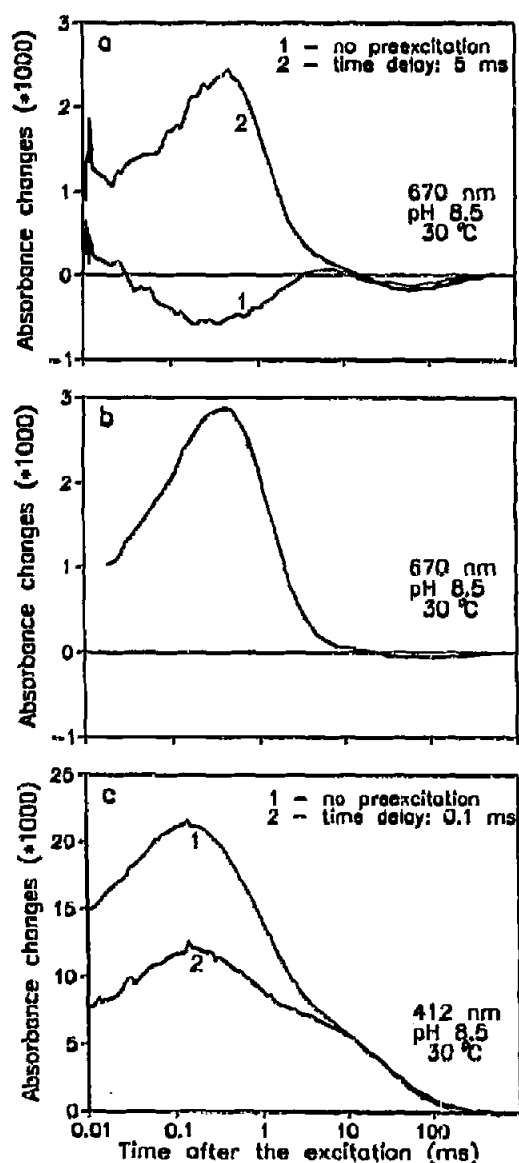 a
1 – no preexcitation
2 – time delay: 5 ms
3
2
1
0
-1
2
1
670 nm
pH 8.5
30 °C
Absorbance changes (*1000)
b
3
2
1
0
-1
670 nm
pH 8.5
30 °C
Absorbance changes (*1000)
c
1 – no preexcitation
2 – time delay: 0.1 ms
25
20
15
10
5
0
1
2
412 nm
pH 8.5
30 °C
Absorbance changes (*1000)
0.01 0.1 1 10 100
Time after the excitation (ms)